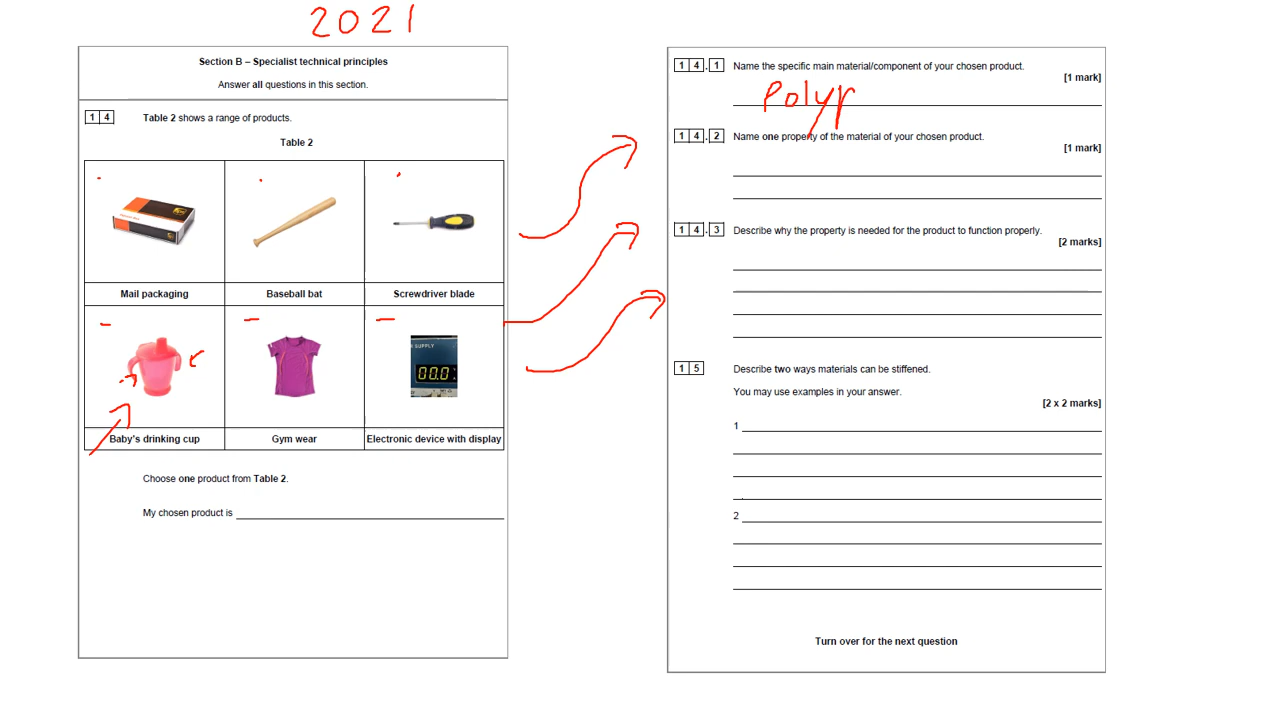 2021
Section B – Specialist technical principles
Answer all questions in this section.
1 4
Table 2 shows a range of products.
Table 2
Mail packaging
Baseball bat
Screwdriver blade
SUPPLY
00.0
Baby's drinking cup
Gym wear
Electronic device with display
Choose one product from Table 2.
My chosen product is
1 4 . 1
Name the specific main material/component of your chosen product.
[1 mark]
Polyp
1 4 . 2
Name one property of the material of your chosen product.
[1 mark]
1 4 . 3
Describe why the property is needed for the product to function properly.
[2 marks]
1 5
Describe two ways materials can be stiffened.
You may use examples in your answer.
[2 x 2 marks]
1
2
Turn over for the next question